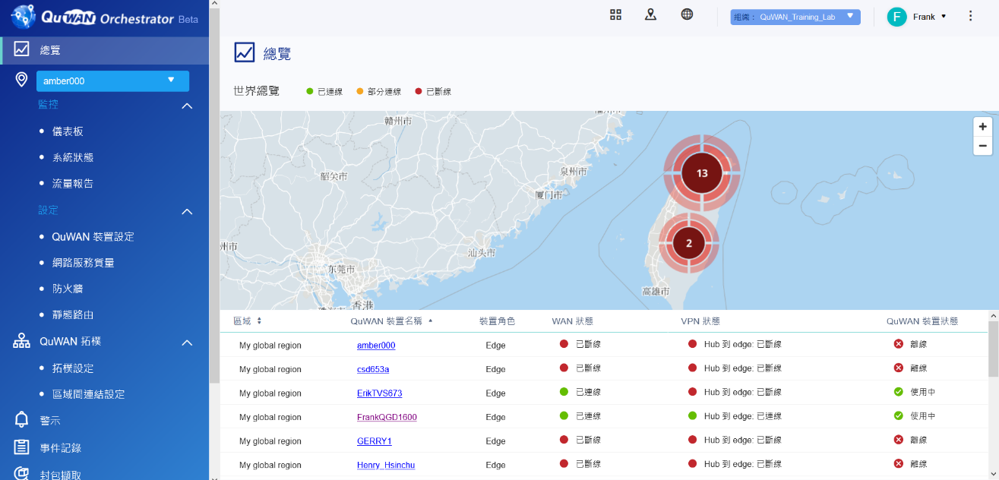 QuWAN Orchestrator Beta
組織： QuWAN_Training_Lab
F Frank
總覽
amber000
監控
儀表板
系統狀態
流量報告
設定
QuWAN 裝置設定
網路服務質量
防火牆
靜態路由
QuWAN 拓樸
拓樸設定
區域間連結設定
警示
事件記錄
封包擷取
總覽
世界總覽 已連線 部分連線 已斷線
赣州市
韶关市
泉州市
厦门市
汕头市
州市
东莞市
香港
高雄市
13
2
+
−
區域 QuWAN 裝置名稱 裝置角色 WAN 狀態 VPN 狀態 QuWAN 裝置狀態
My global region amber000 Edge 已斷線 Hub 到 edge: 已斷線 離線
My global region csd653a Edge 已斷線 Hub 到 edge: 已斷線 離線
My global region ErikTVS673 Edge 已連線 Hub 到 edge: 已斷線 使用中
My global region FrankQGD1600 Edge 已連線 Hub 到 edge: 已連線 使用中
My global region GERRY1 Edge 已斷線 Hub 到 edge: 已斷線 離線
My global region Henry_Hsinchu Edge 已斷線 Hub 到 edge: 已斷線 離線